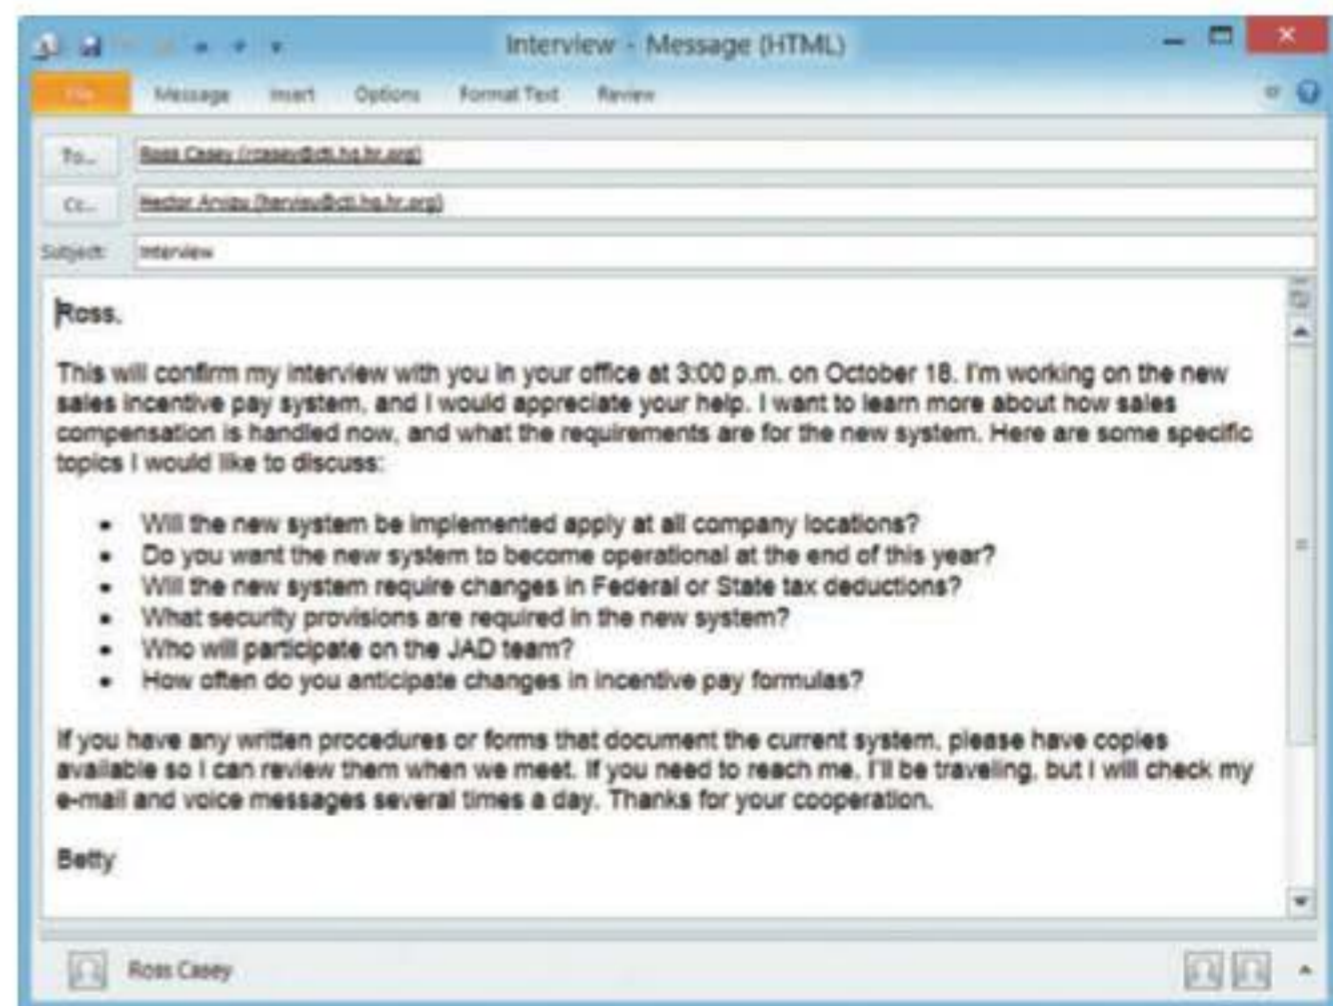 Interview - Message (HTML)
File Message Insert Options Format Text Review
To... Ross Casey (rcasey@cti.hq.hr.org)
Cc... Hector Arvizu
Subject: Interview
Ross,
This will confirm my interview with you in your office at 3:00 p.m. on October 18. I'm working on the new
sales incentive pay system, and I would appreciate your help. I want to learn more about how sales
compensation is handled now, and what the requirements are for the new system. Here are some specific
topics I would like to discuss:
• Will the new system be implemented apply at all company locations?
• Do you want the new system to become operational at the end of this year?
• Will the new system require changes in Federal or State tax deductions?
• What security provisions are required in the new system?
• Who will participate on the JAD team?
• How often do you anticipate changes in incentive pay formulas?
If you have any written procedures or forms that document the current system, please have copies
available so I can review them when we meet. If you need to reach me, I'll be traveling, but I will check my
e-mail and voice messages several times a day. Thanks for your cooperation.
Betty
Ross Casey